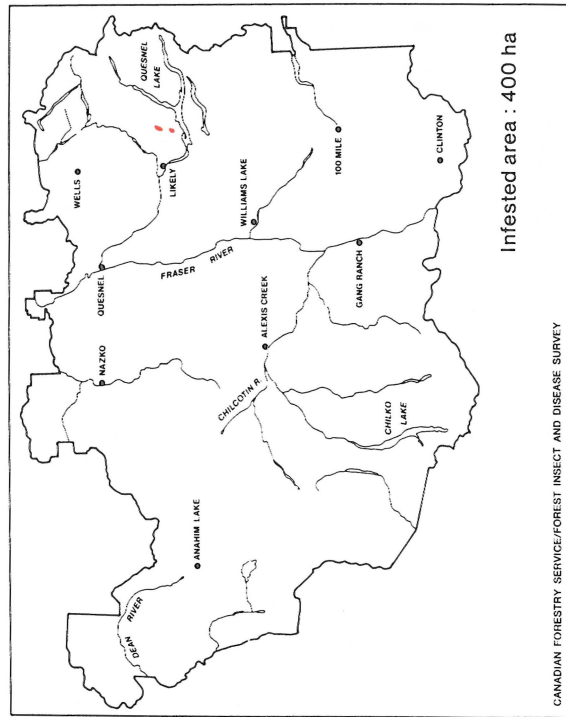 WELLS
QUESNEL
LAKE
LIKELY
QUESNEL
NAZKO
FRASER
RIVER
WILLIAMS LAKE
100 MILE
CLINTON
ALEXIS CREEK
GANG RANCH
CHILCOTIN R.
CHILKO
LAKE
ANAHIM LAKE
DEAN
RIVER
Infested area : 400 ha
CANADIAN FORESTRY SERVICE/FOREST INSECT AND DISEASE SURVEY